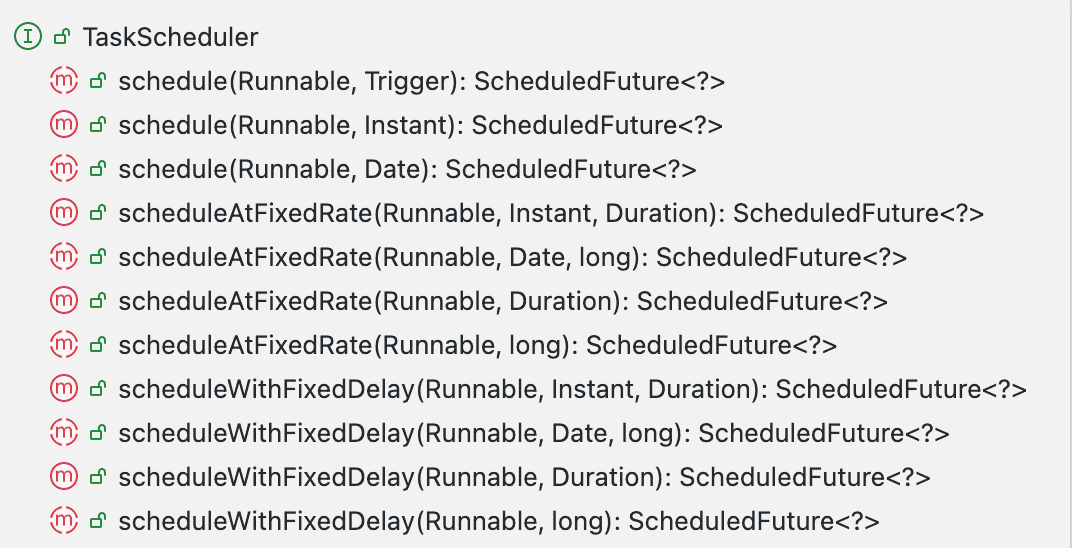 TaskScheduler
schedule(Runnable, Trigger): ScheduledFuture<?>
schedule(Runnable, Instant): ScheduledFuture<?>
schedule(Runnable, Date): ScheduledFuture<?>
scheduleAtFixedRate(Runnable, Instant, Duration): ScheduledFuture<?>
scheduleAtFixedRate(Runnable, Date, long): ScheduledFuture<?>
scheduleAtFixedRate(Runnable, Duration): ScheduledFuture<?>
scheduleAtFixedRate(Runnable, long): ScheduledFuture<?>
scheduleWithFixedDelay(Runnable, Instant, Duration): ScheduledFuture<?>
scheduleWithFixedDelay(Runnable, Date, long): ScheduledFuture<?>
scheduleWithFixedDelay(Runnable, Duration): ScheduledFuture<?>
scheduleWithFixedDelay(Runnable, long): ScheduledFuture<?>